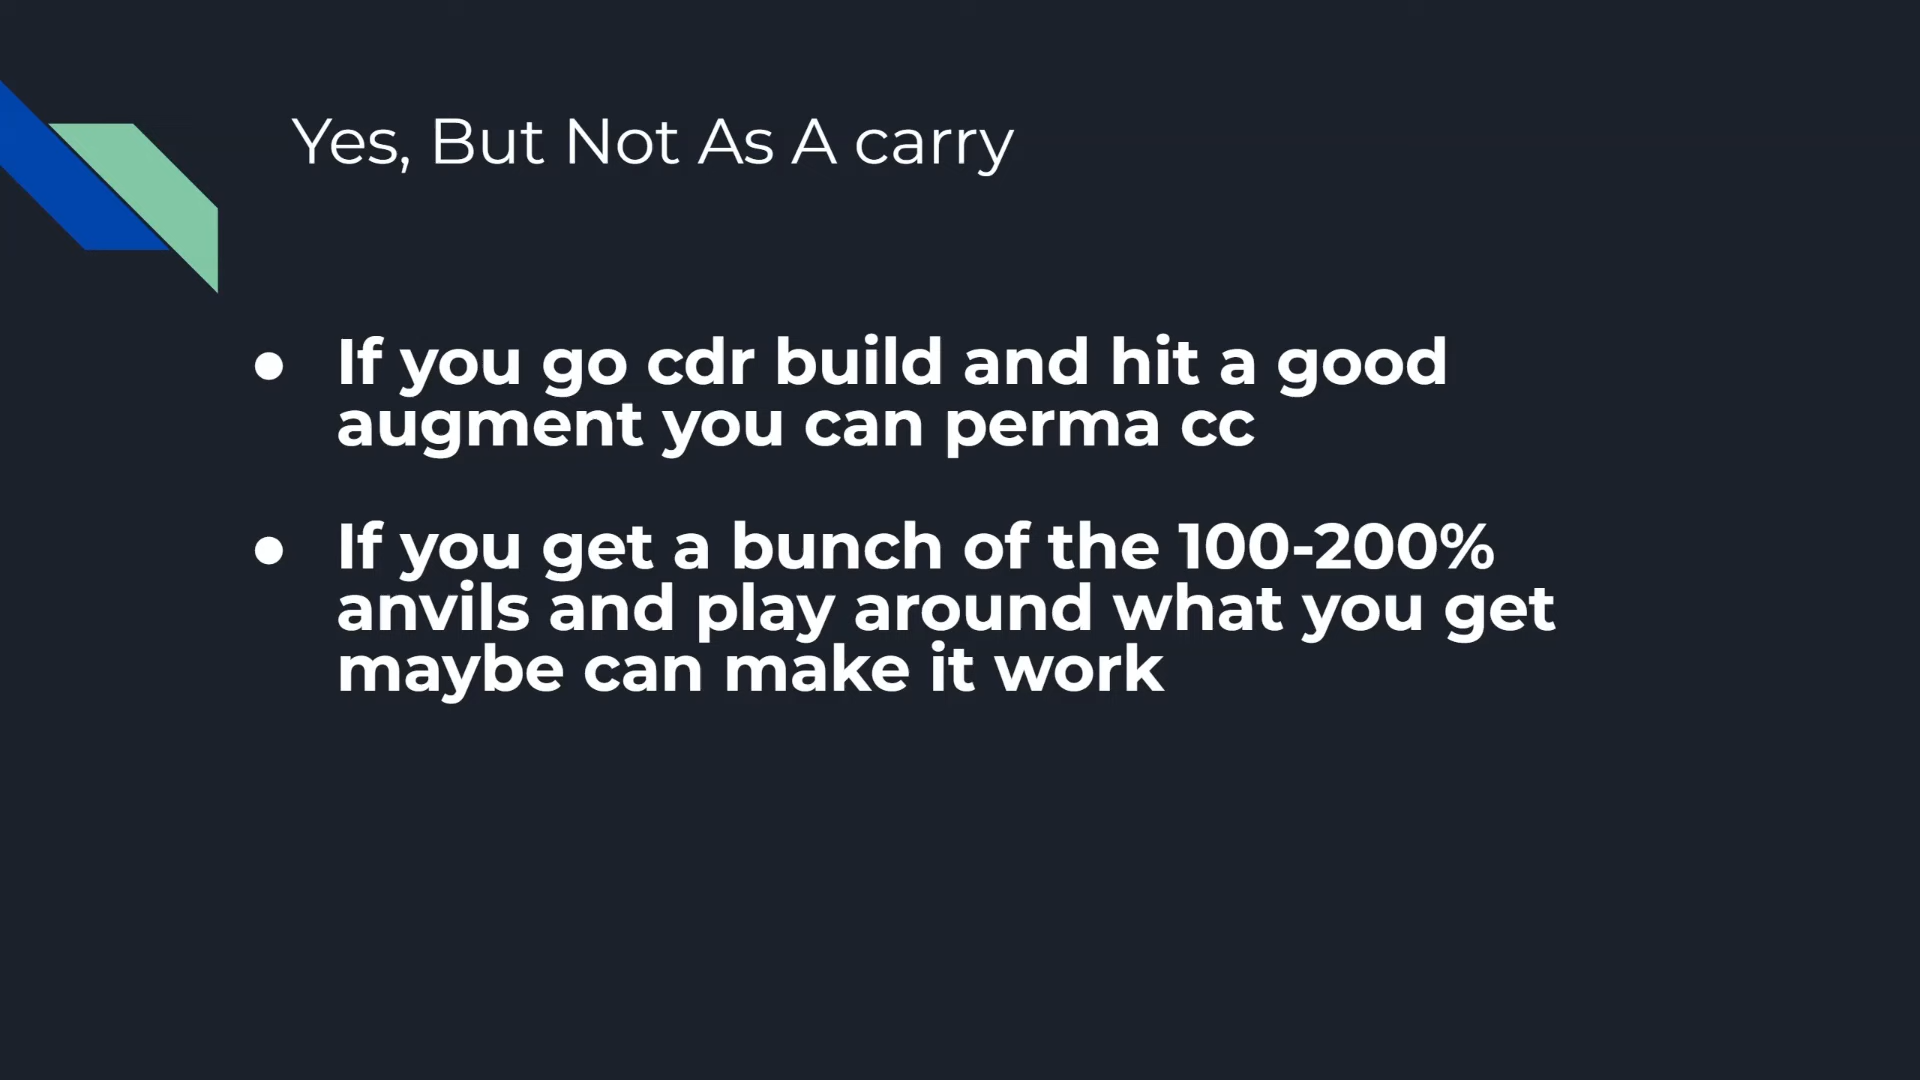 Yes, But Not As A carry
● If you go cdr build and hit a good
augment you can perma cc
● If you get a bunch of the 100-200%
anvils and play around what you get
maybe can make it work